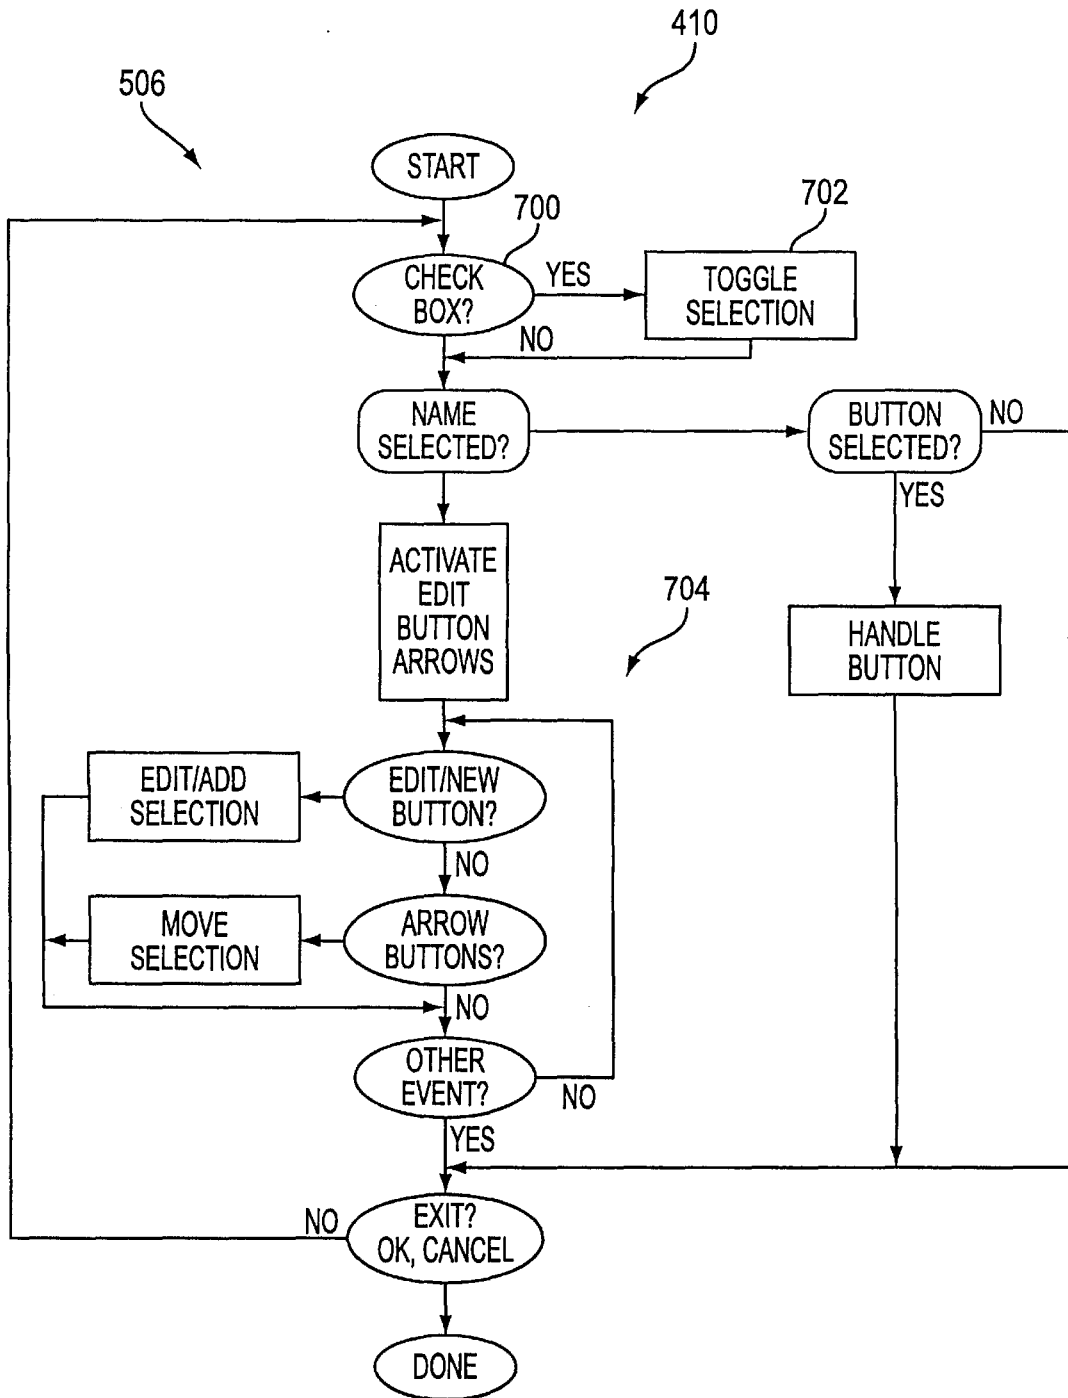 410
506
START
700
702
CHECK
BOX?
YES
TOGGLE
SELECTION
NO
NAME
SELECTED?
BUTTON
SELECTED?
NO
YES
ACTIVATE
EDIT
BUTTON
ARROWS
704
HANDLE
BUTTON
EDIT/ADD
SELECTION
EDIT/NEW
BUTTON?
NO
MOVE
SELECTION
ARROW
BUTTONS?
NO
OTHER
EVENT?
NO
YES
NO
EXIT?
OK, CANCEL
DONE